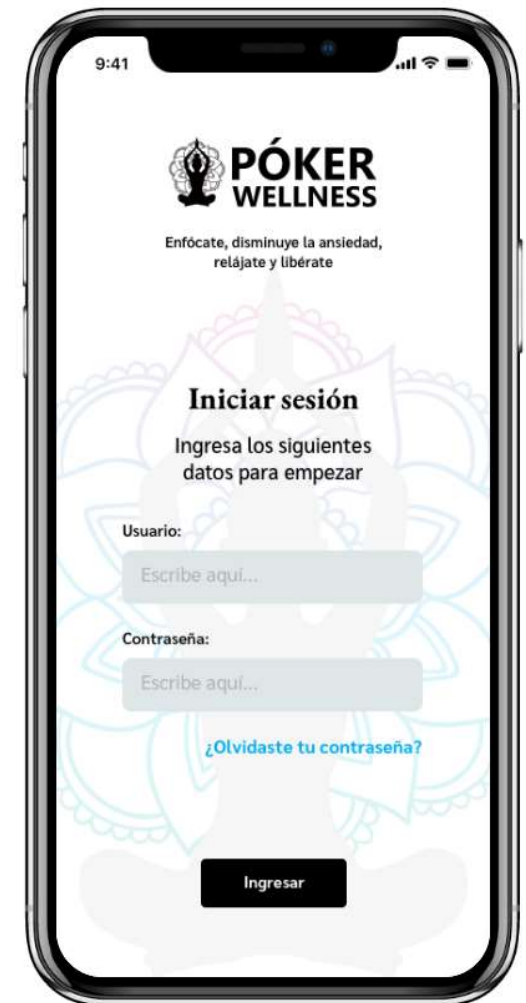 9:41
PÓKER
WELLNESS
Enfócate, disminuye la ansiedad,
relájate y libérate
Iniciar sesión
Ingresa los siguientes
datos para empezar
Usuario:
Escribe aquí...
Contraseña:
Escribe aquí...
¿Olvidaste tu contraseña?
Ingresar